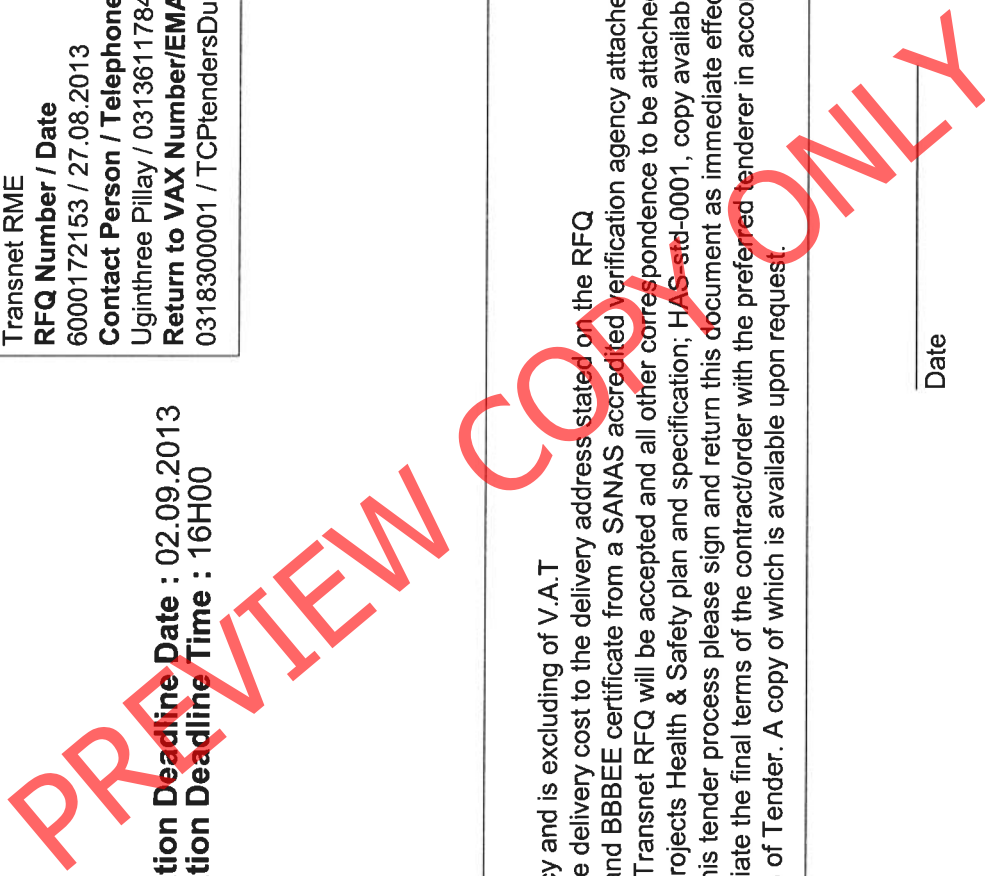 Transnet RME
RFQ Number / Date
6000172153 / 27.08.2013
Contact Person / Telephone
Uginthree Pillay / 0313611784
Return to VAX Number/EMA
0318300001 / TCPtendersDu
tion Deadline Date : 02.09.2013
tion Deadline Time : 16H00
y and is excluding of V.A.T
e delivery cost to the delivery address stated on the RFQ
and BBBEE certificate from a SANAS accredited verification agency attache
Transnet RFQ will be accepted and all other correspondence to be attached
rojects Health & Safety plan and specification; HAS-std-0001, copy availab
his tender process please sign and return this document as immediate effec
iate the final terms of the contract/order with the preferred tenderer in accor
of Tender. A copy of which is available upon request.
Date
PREVIEW COPY ONLY